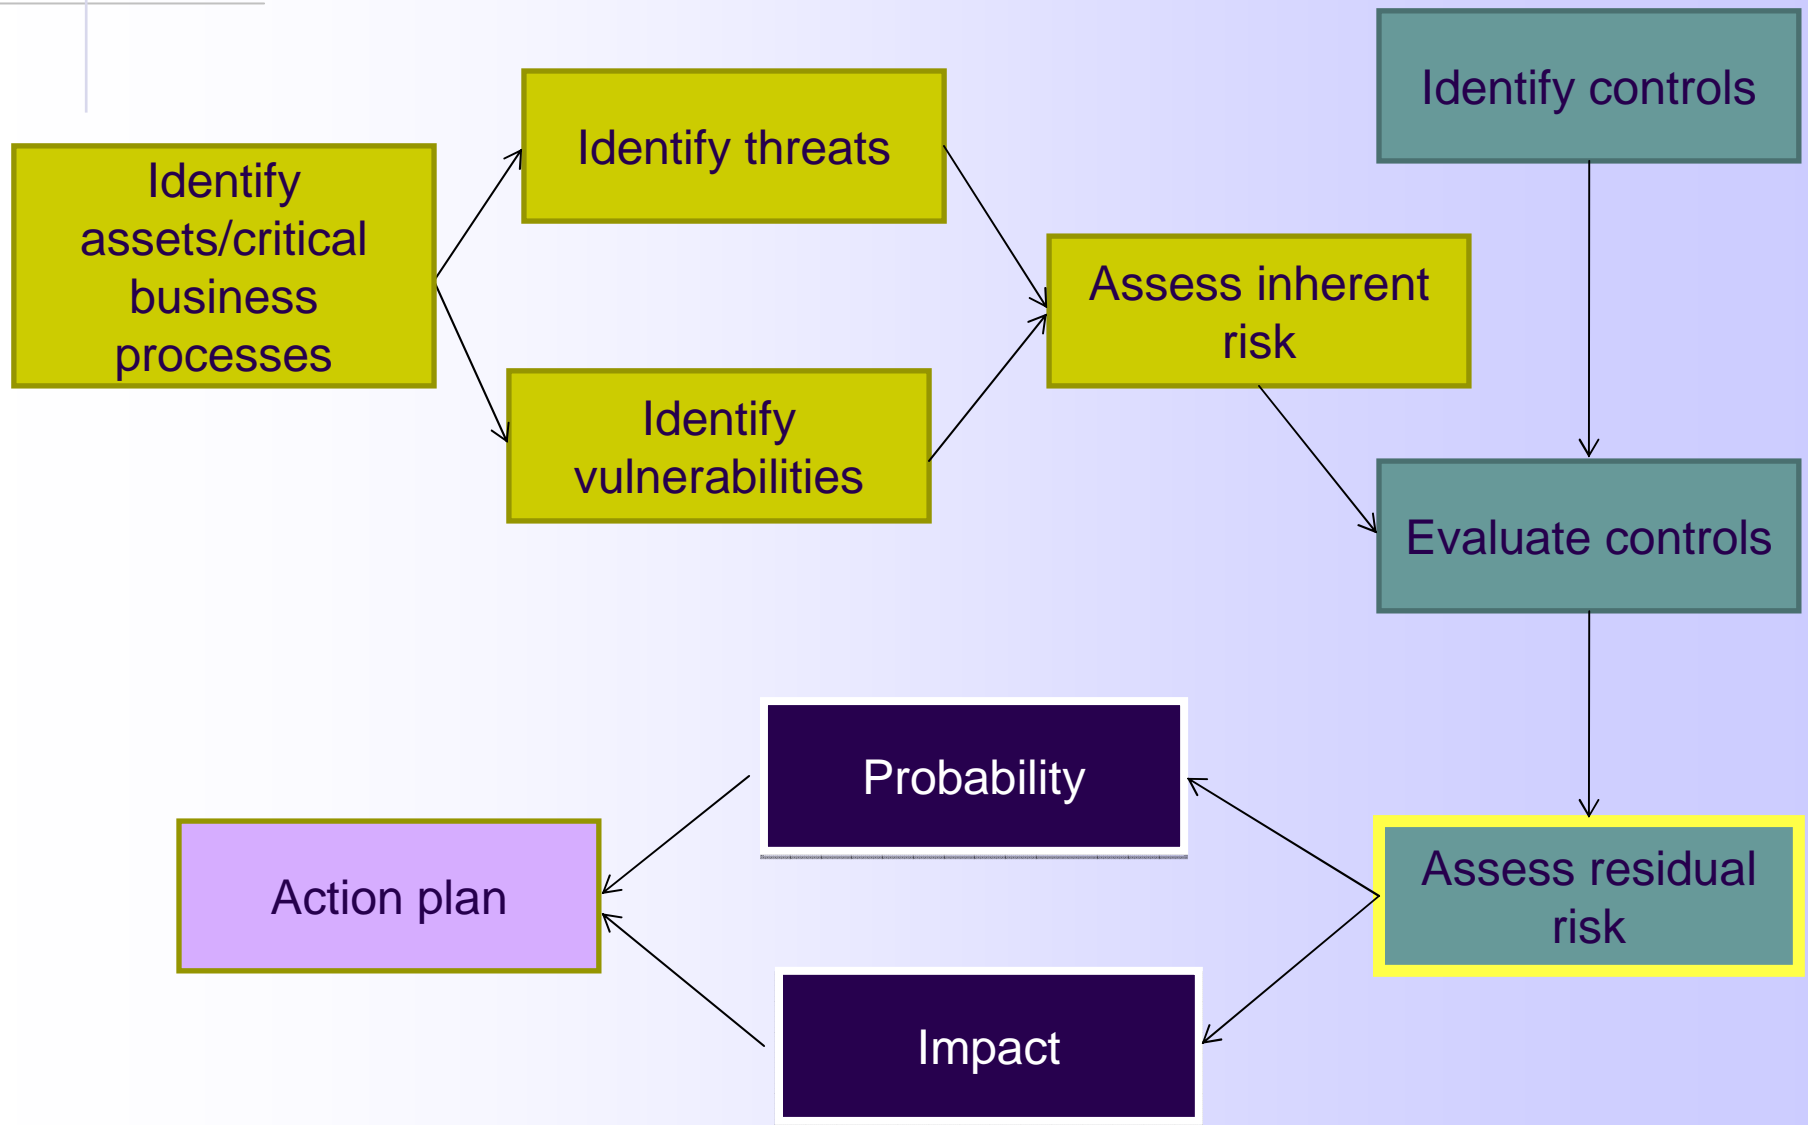 Identify controls
Identify threats
Identify
assets/critical
business
processes
Assess inherent
risk
Identify
vulnerabilities
Evaluate controls
Probability
Assess residual
risk
Action plan
Impact